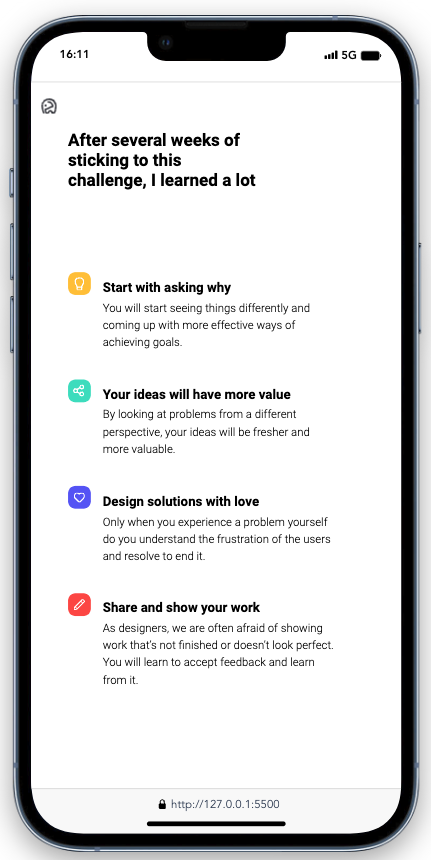 16:11
5G
After several weeks of
sticking to this
challenge, I learned a lot
Start with asking why
You will start seeing things differently and
coming up with more effective ways of
achieving goals.
Your ideas will have more value
By looking at problems from a different
perspective, your ideas will be fresher and
more valuable.
Design solutions with love
Only when you experience a problem yourself
do you understand the frustration of the users
and resolve to end it.
Share and show your work
As designers, we are often afraid of showing
work that's not finished or doesn't look perfect.
You will learn to accept feedback and learn
from it.
http://127.0.0.1:5500